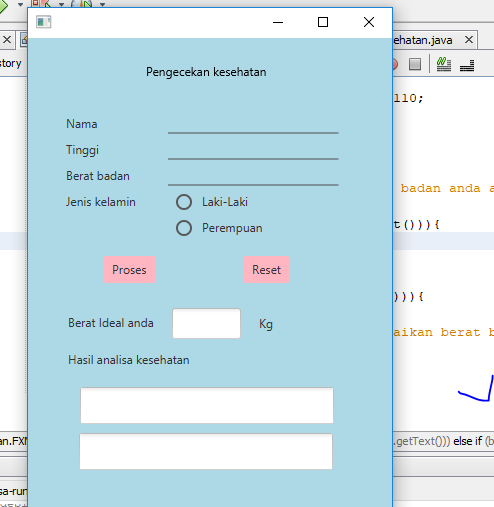 ehatan.java
story
110;
Pengecekan kesehatan
Nama
Tinggi
Berat badan
badan anda a
Jenis kelamin
Laki-Laki
Perempuan
t())){
Proses
Reset
))){
Berat Ideal anda
Kg
aikan berat b
Hasil analisa kesehatan
an.FXM
.getText())) else if (b
sa-run